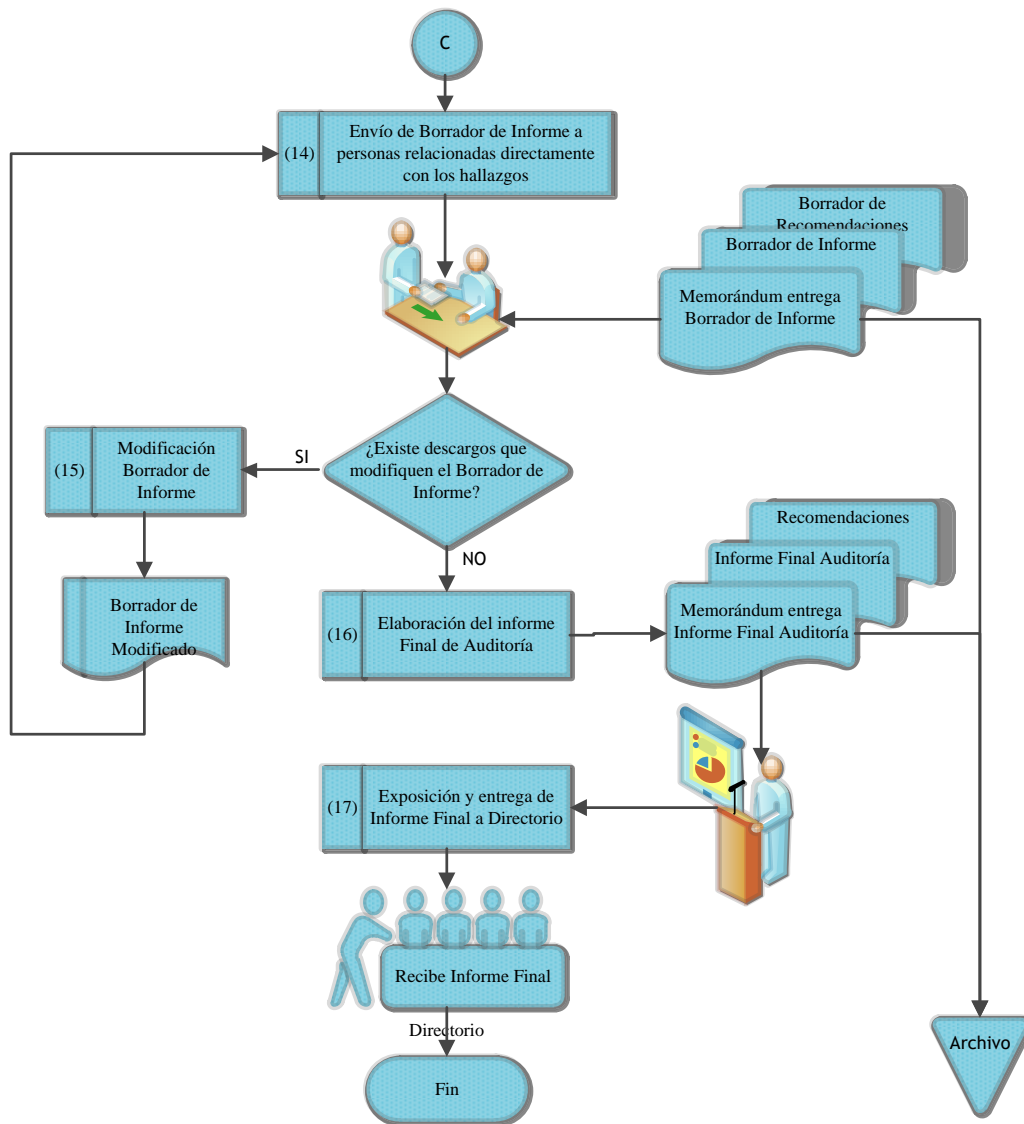 C
(14)
Envío de Borrador de Informe a
personas relacionadas directamente
con los hallazgos
Borrador de
Recomendaciones
Borrador de Informe
Memorándum entrega
Borrador de Informe
¿Existe descargos que
modifiquen el Borrador de
Informe?
SI
(15)
Modificación
Borrador de
Informe
Borrador de
Informe
Modificado
NO
(16)
Elaboración del informe
Final de Auditoría
Recomendaciones
Informe Final Auditoría
Memorándum entrega
Informe Final Auditoría
(17)
Exposición y entrega de
Informe Final a Directorio
Recibe Informe Final
Directorio
Fin
Archivo